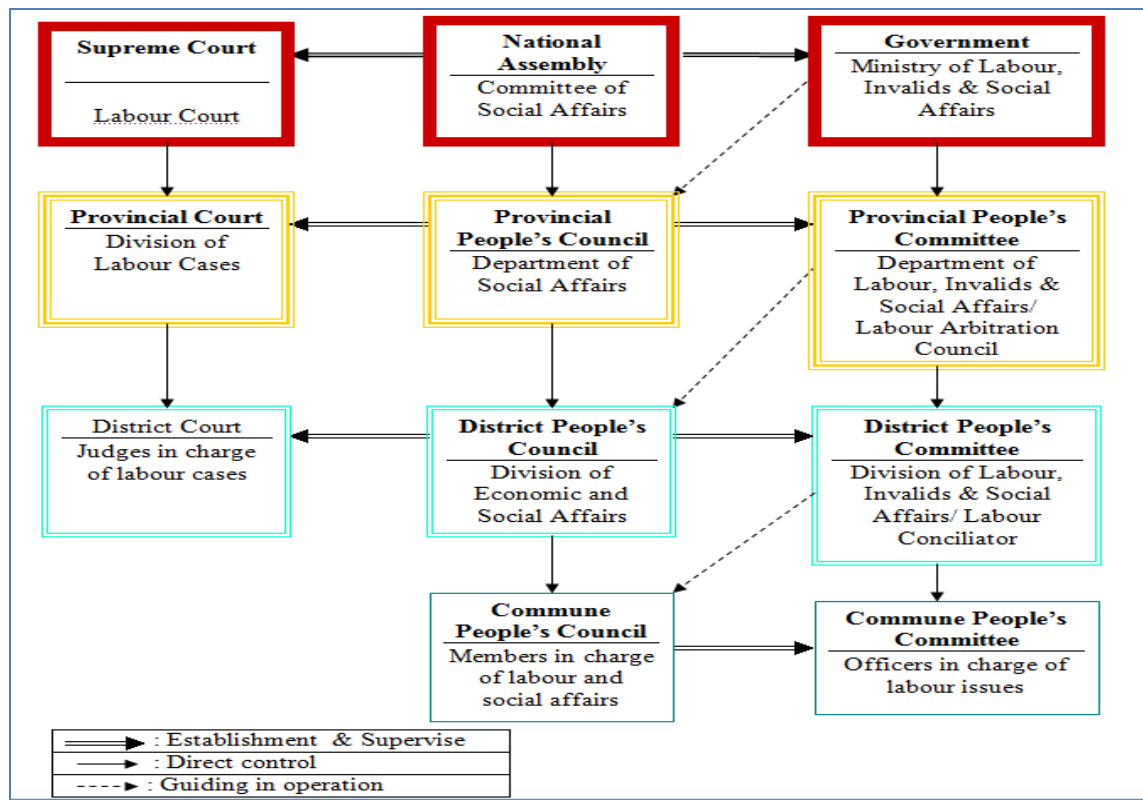 Supreme Court
Labour Court
National
Assembly
Committee of
Social Affairs
Government
Ministry of Labour,
Invalids & Social
Affairs
Provincial Court
Division of
Labour Cases
Provincial
People's Council
Department of
Social Affairs
Provincial People's
Committee
Department of
Labour, Invalids &
Social Affairs/
Labour Arbitration
Council
District Court
Judges in charge
of labour cases
District People's
Council
Division of
Economic and
Social Affairs
District People's
Committee
Division of Labour,
Invalids & Social
Affairs/ Labour
Conciliator
Commune
People's Council
Members in charge
of labour and
social affairs
Commune People's
Committee
Officers in charge of
labour issues
: Establishment & Supervise
: Direct control
: Guiding in operation